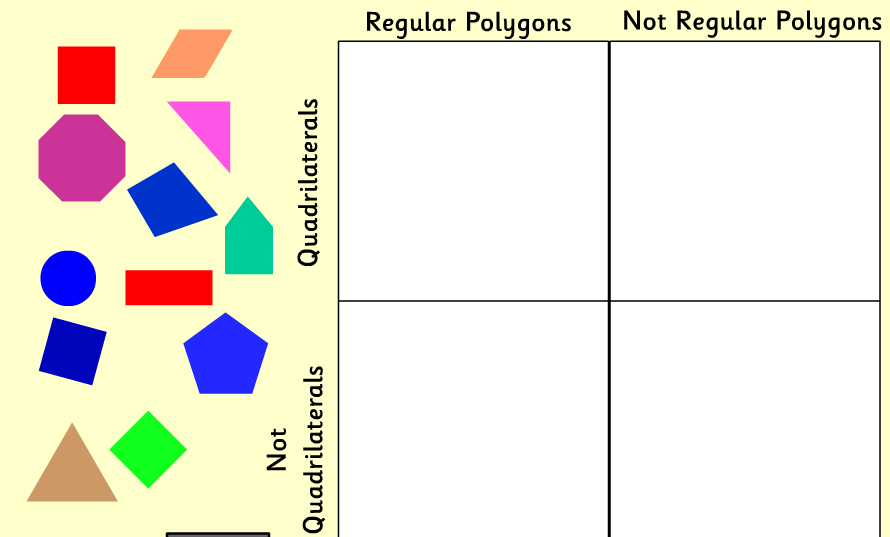 Regular Polygons
Not Regular Polygons
Quadrilaterals
Not
Quadrilaterals